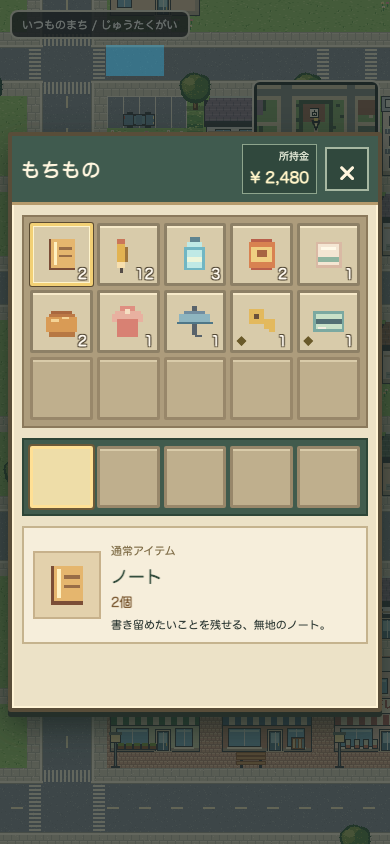 いつものまち / じゅうたくがい
もちもの
所持金
¥ 2,480
×
2
12
3
2
1
2
1
1
1
1
通常アイテム
ノート
2個
書き留めたいことを残せる、無地のノート。